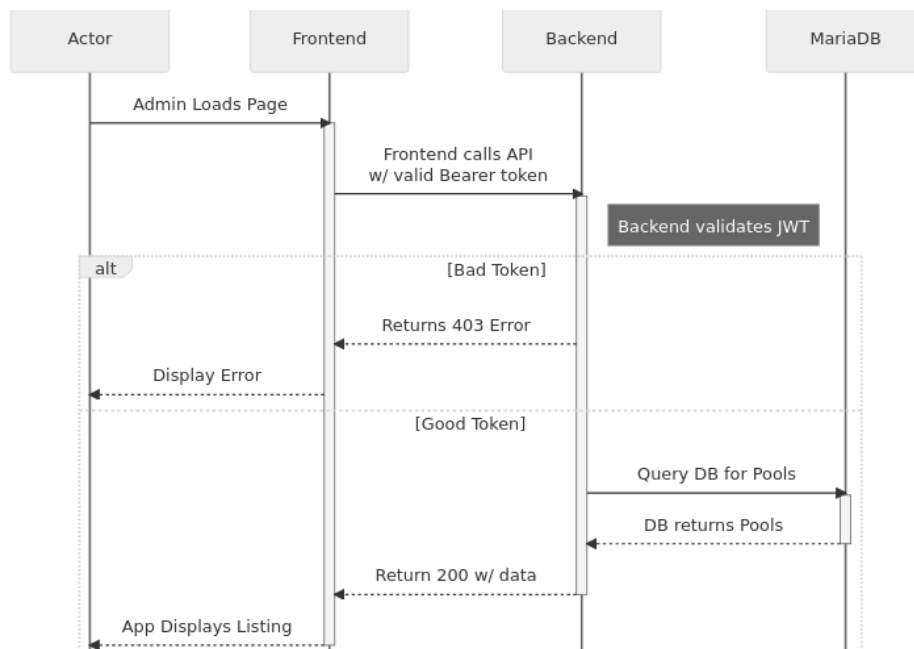 Actor
Frontend
Backend
MariaDB
Admin Loads Page
Frontend calls API
w/ valid Bearer token
Backend validates JWT
alt
[Bad Token]
Returns 403 Error
Display Error
[Good Token]
Query DB for Pools
DB returns Pools
Return 200 w/ data
App Displays Listing